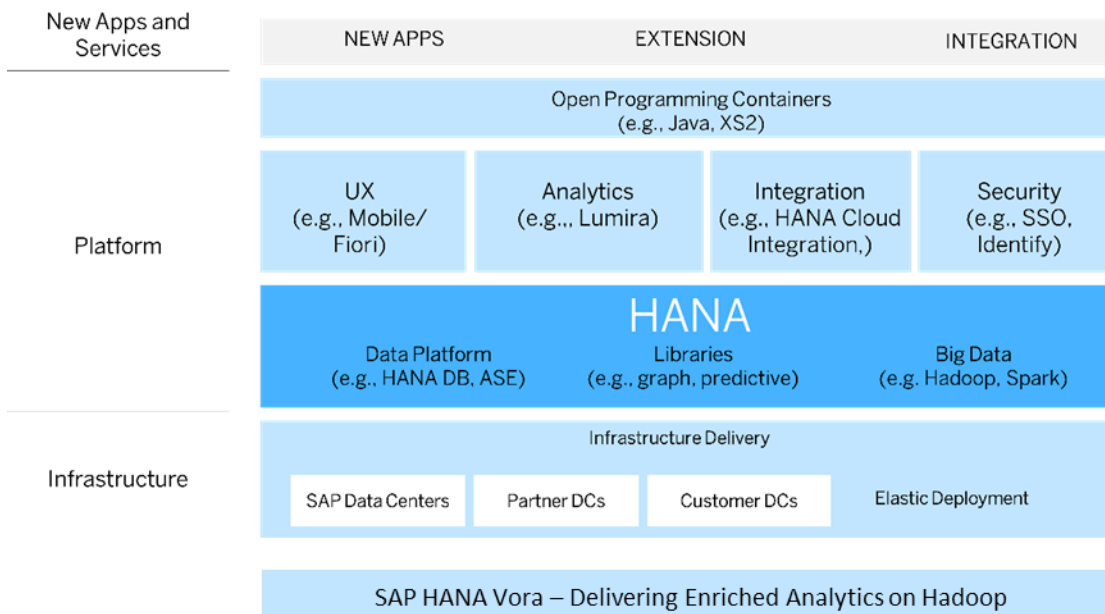 New Apps and
Services
NEW APPS
EXTENSION
INTEGRATION
Open Programming Containers
(e.g., Java, XS2)
Platform
UX
(e.g., Mobile/
Fiori)
Analytics
(e.g.,, Lumira)
Integration
(e.g., HANA Cloud
Integration,)
Security
(e.g., SSO,
Identify)
HANA
Data Platform
(e.g., HANA DB, ASE)
Libraries
(e.g., graph, predictive)
Big Data
(e.g. Hadoop, Spark)
Infrastructure
Infrastructure Delivery
SAP Data Centers
Partner DCs
Customer DCs
Elastic Deployment
SAP HANA Vora – Delivering Enriched Analytics on Hadoop